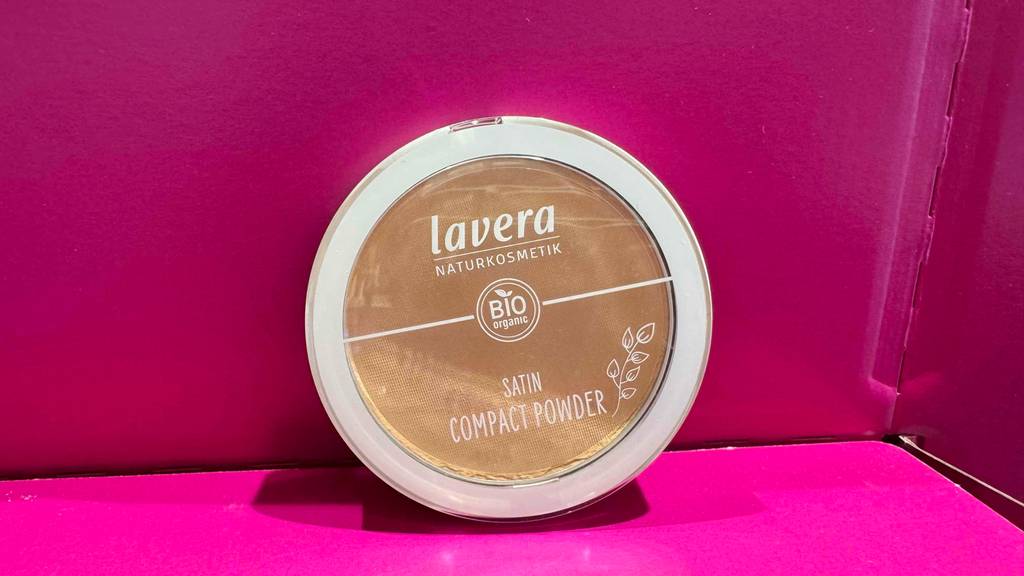 lavera
NATURKOSMETIK
BIO
organic
SATIN
COMPACT POWDER